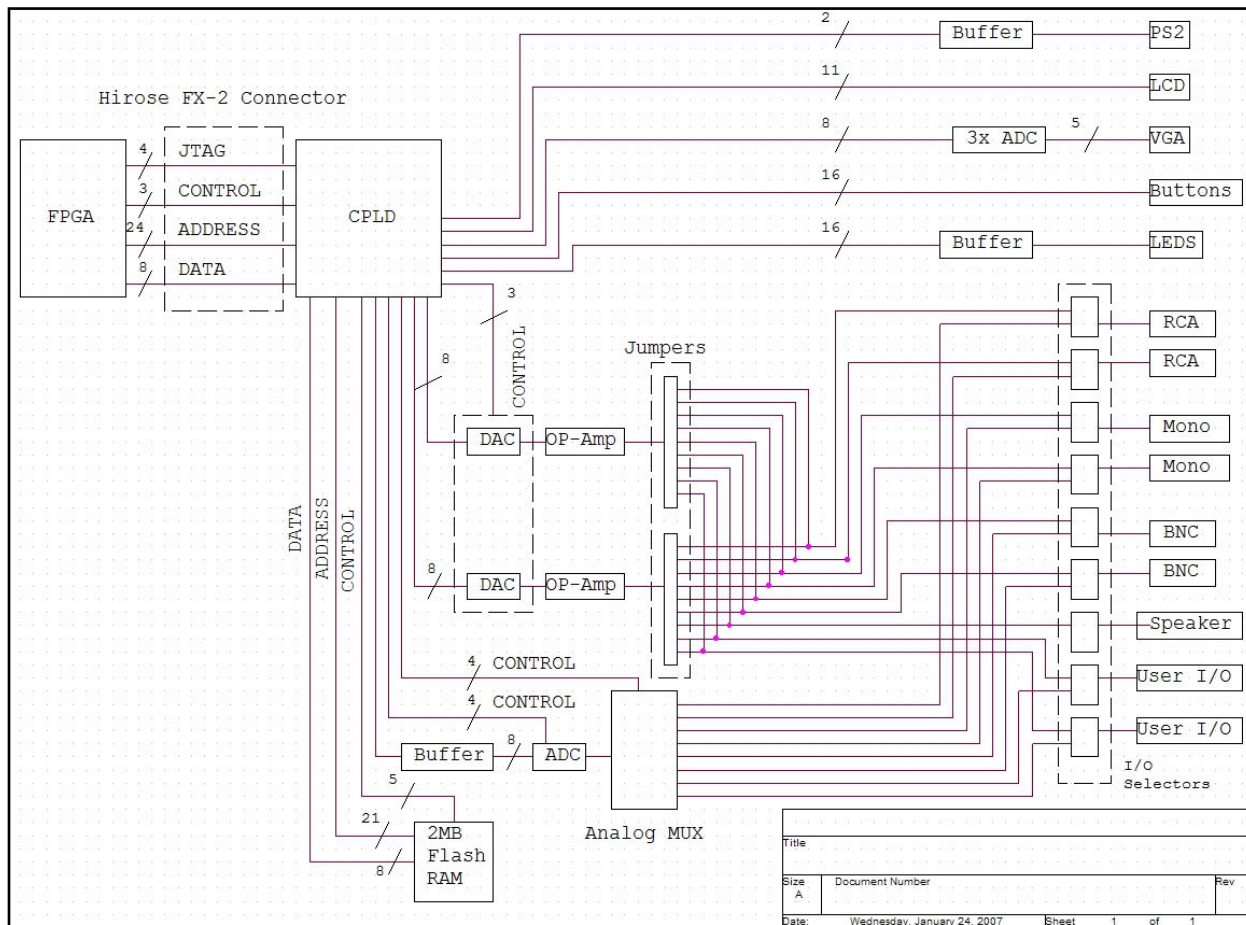 2
Buffer
PS2
11
LCD
Hirose FX-2 Connector
8
3x ADC
5
VGA
4
JTAG
3
CONTROL
16
Buttons
FPGA
CPLD
24
ADDRESS
16
Buffer
LEDS
8
DATA
3
CONTROL
8
Jumpers
RCA
RCA
DAC
OP-Amp
Mono
Mono
DATA
ADDRESS
CONTROL
BNC
8
DAC
OP-Amp
BNC
Speaker
4
CONTROL
User I/O
4
CONTROL
User I/O
Buffer
8
ADC
I/O
Selectors
5
21
8
2MB
Flash
RAM
Analog MUX
Title
Size
A
Document Number
Rev
Date:
Wednesday, January 24, 2007
Sheet
1
of
1